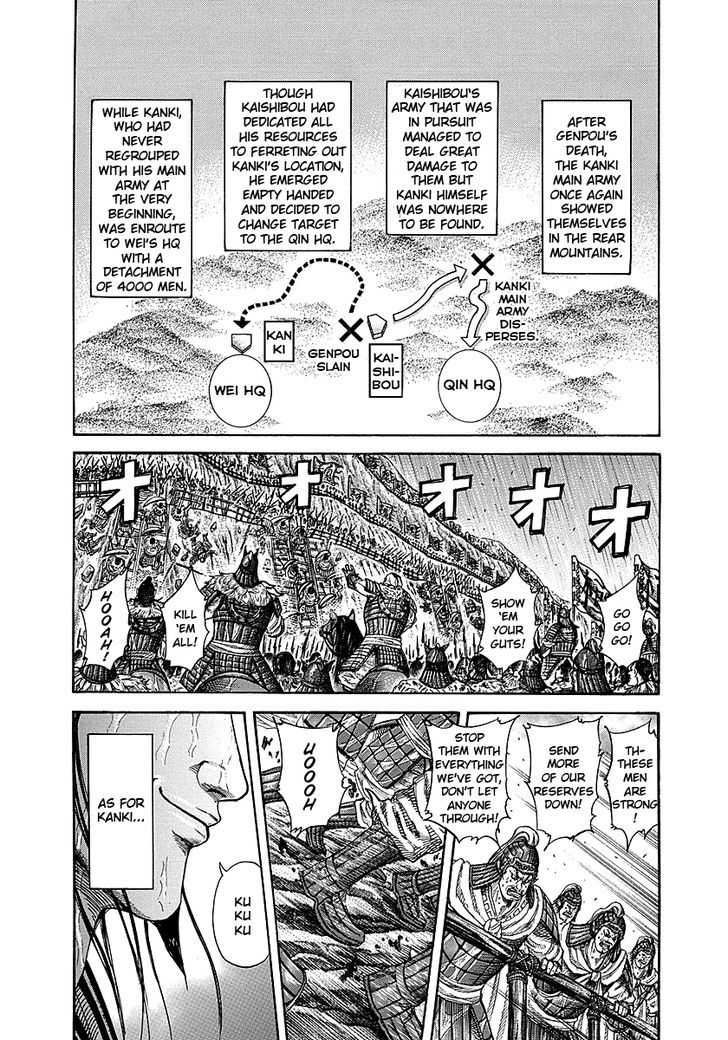 AFTER
GENPOU'S
DEATH,
THE KANKI
MAIN ARMY
ONCE AGAIN
SHOWED
THEMSELVES
IN THE REAR
MOUNTAINS.
KAISHIBOU'S
ARMY THAT WAS
IN PURSUIT
MANAGED TO
DEAL GREAT
DAMAGE TO
THEM BUT
KANKI HIMSELF
WAS NOWHERE
TO BE FOUND.
THOUGH
KAISHIBOU HAD
DEDICATED ALL
HIS RESOURCES
TO FERRETING OUT
KANKI'S LOCATION,
HE EMERGED
EMPTY HANDED
AND DECIDED TO
CHANGE TARGET
TO THE QIN HQ.
WHILE KANKI,
WHO HAD
NEVER
REGROUPED
WITH HIS MAIN
ARMY AT
THE VERY
BEGINNING,
WAS ENROUTE
TO WEI'S HQ
WITH A
DETACHMENT
OF 4000 MEN.
KANKI
MAIN
ARMY
DIS-
PERSES.
QIN HQ
KAI-
SHI-
BOU
GENPOU
SLAIN
KAN
KI
WEI HQ
オ オ オ オ オ
GO
GO
GO!
SHOW
'EM
YOUR
GUTS!
KILL
'EM
ALL!
HOOAH!
TH-
THESE
MEN
ARE
STRONG
!
SEND
MORE
OF OUR
RESERVES
DOWN!
STOP
THEM WITH
EVERYTHING
WE'VE GOT,
DON'T LET
ANYONE
THROUGH!
UOOOH
AS FOR
KANKI...
KU
KU
KU